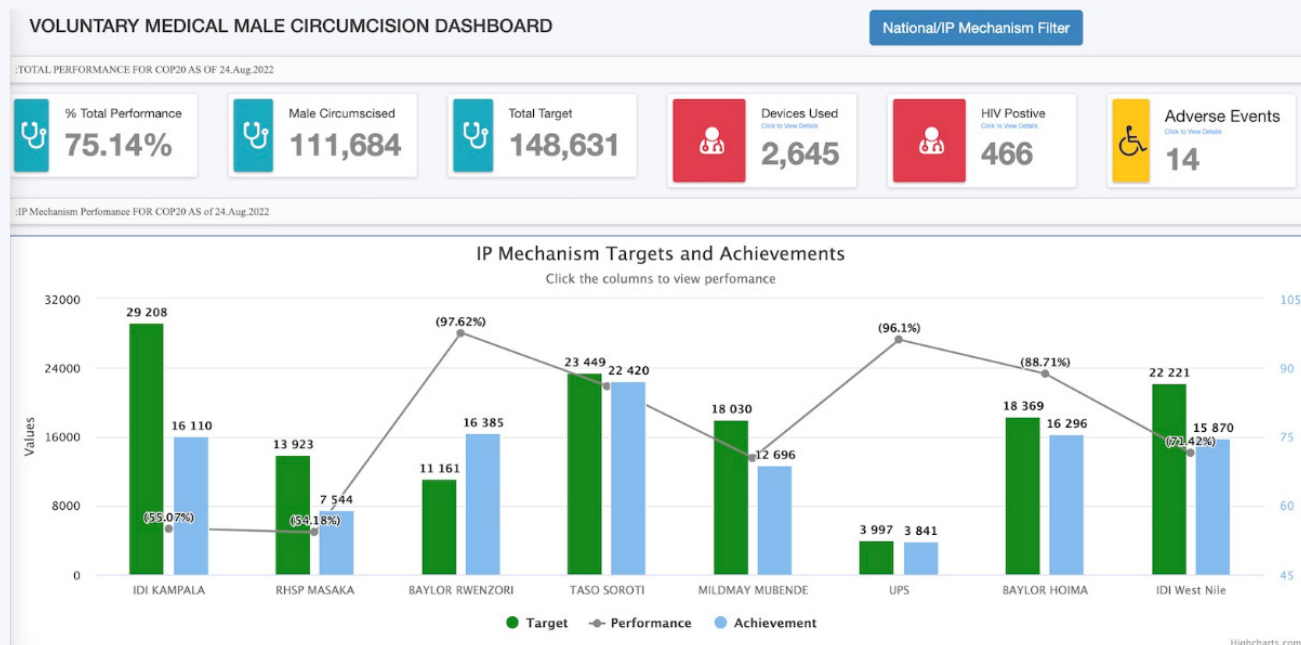 VOLUNTARY MEDICAL MALE CIRCUMCISION DASHBOARD
National/IP Mechanism Filter
:TOTAL PERFORMANCE FOR COP20 AS OF 24.Aug.2022
% Total Performance
75.14%
Male Circumscised
111,684
Total Target
148,631
Devices Used
Click to View Details
2,645
HIV Postive
Click to View Details
466
Adverse Events
Click to View Details
14
:IP Mechanism Perfomance FOR COP20 AS of 24.Aug.2022
IP Mechanism Targets and Achievements
Click the columns to view perfomance
Values
32000
24000
16000
8000
0
105
90
75
60
45
29 208
16 110
(55.07%)
13 923
7 544
(54.18%)
11 161
16 385
(97.62%)
23 449
22 420
18 030
12 696
3 997
3 841
(96.1%)
18 369
16 296
(88.71%)
22 221
15 870
(71.42%)
IDI KAMPALA
RHSP MASAKA
BAYLOR RWENZORI
TASO SOROTI
MILDMAY MUBENDE
UPS
BAYLOR HOIMA
IDI West Nile
Target
Performance
Achievement
Highcharts.com